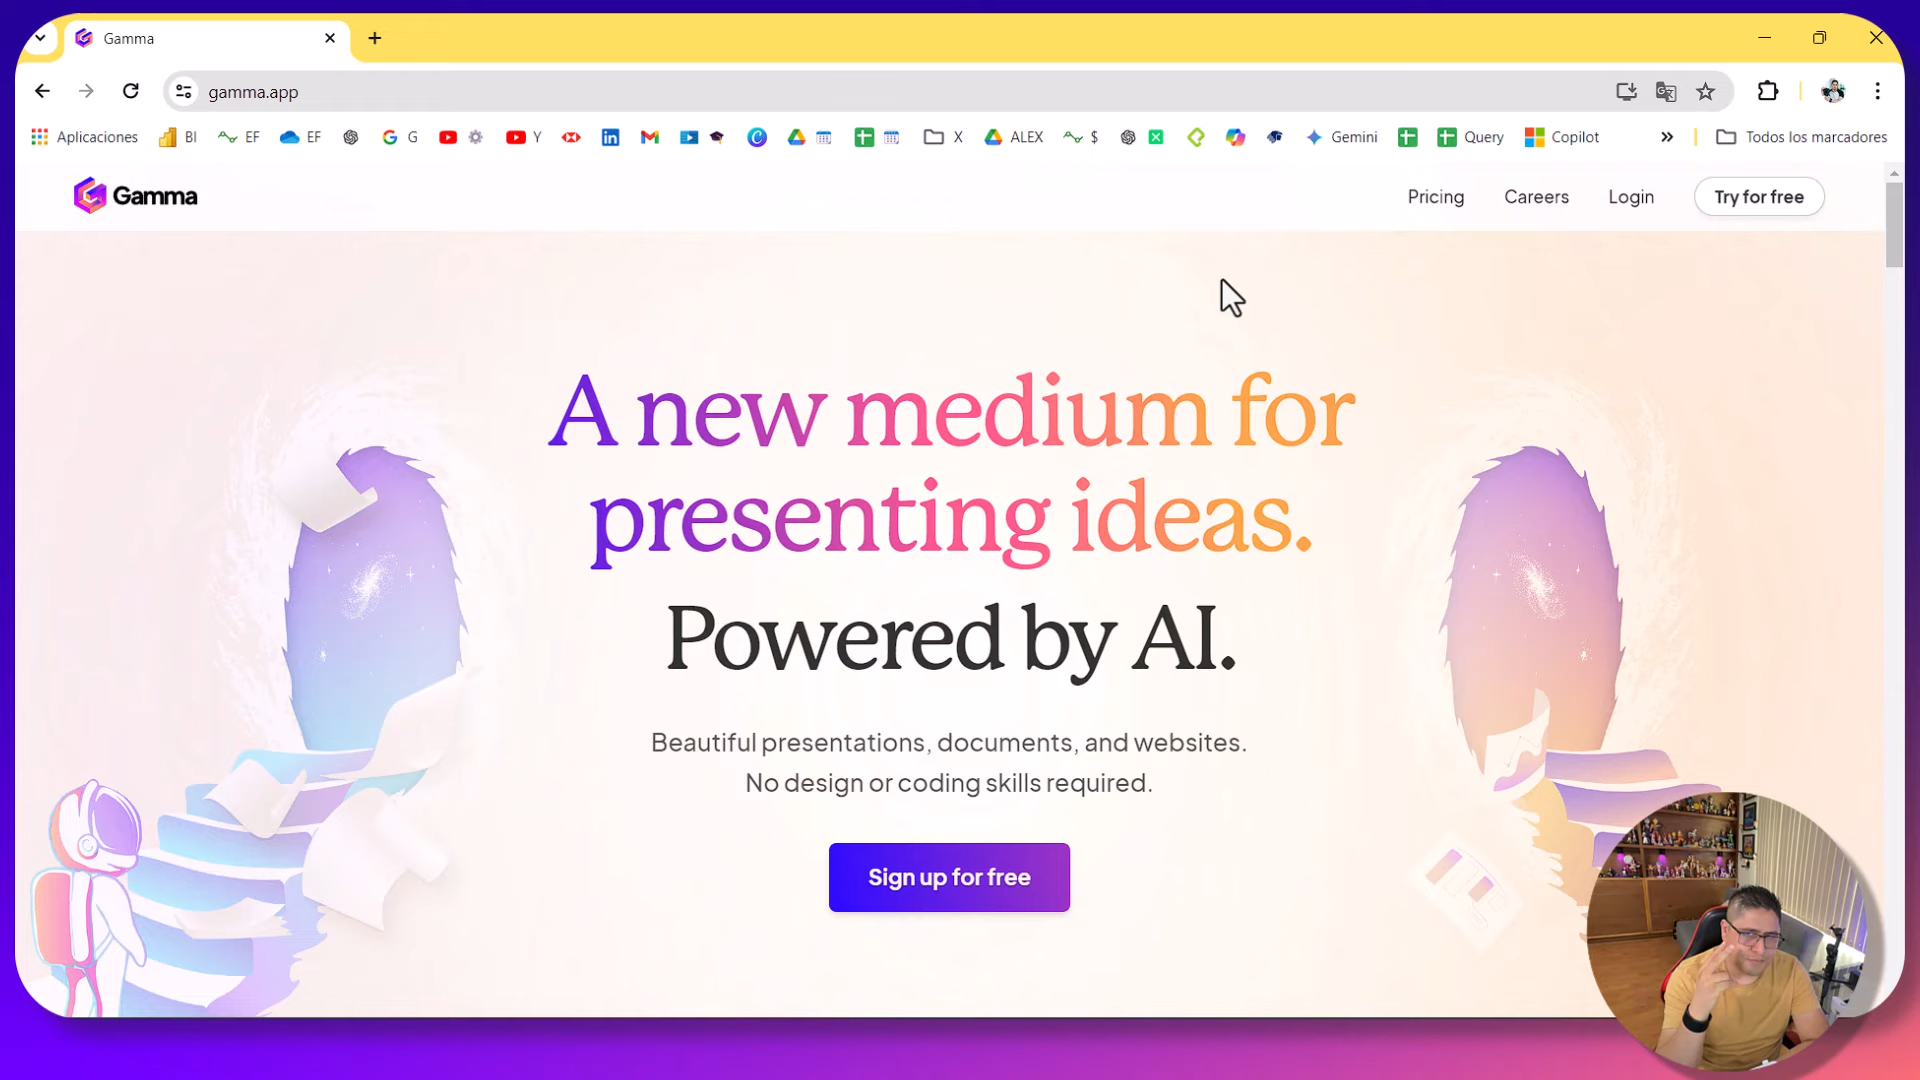 Gamma
gamma.app
Aplicaciones BI EF EF G Y X ALEX $ Gemini Query Copilot Todos los marcadores
Gamma Pricing Careers Login Try for free
A new medium for
presenting ideas.
Powered by AI.
Beautiful presentations, documents, and websites.
No design or coding skills required.
Sign up for free